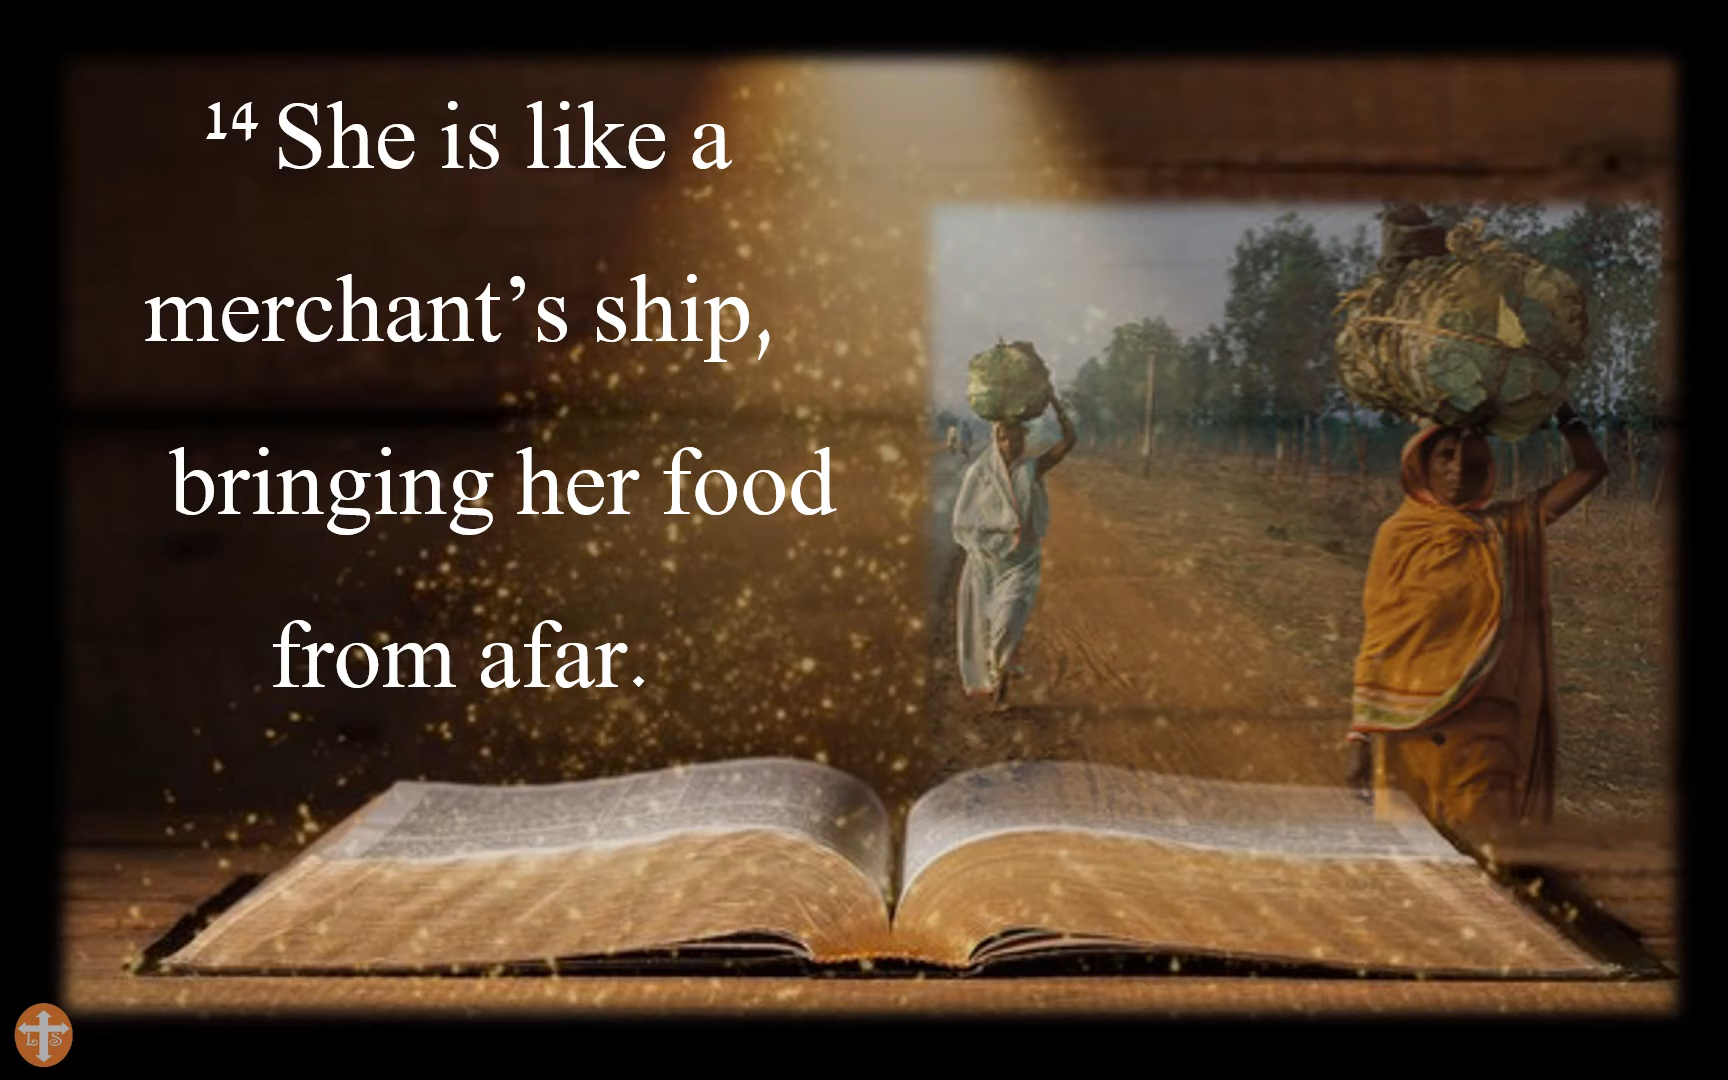 ¹⁴ She is like a
merchant’s ship,
bringing her food
from afar.
L S